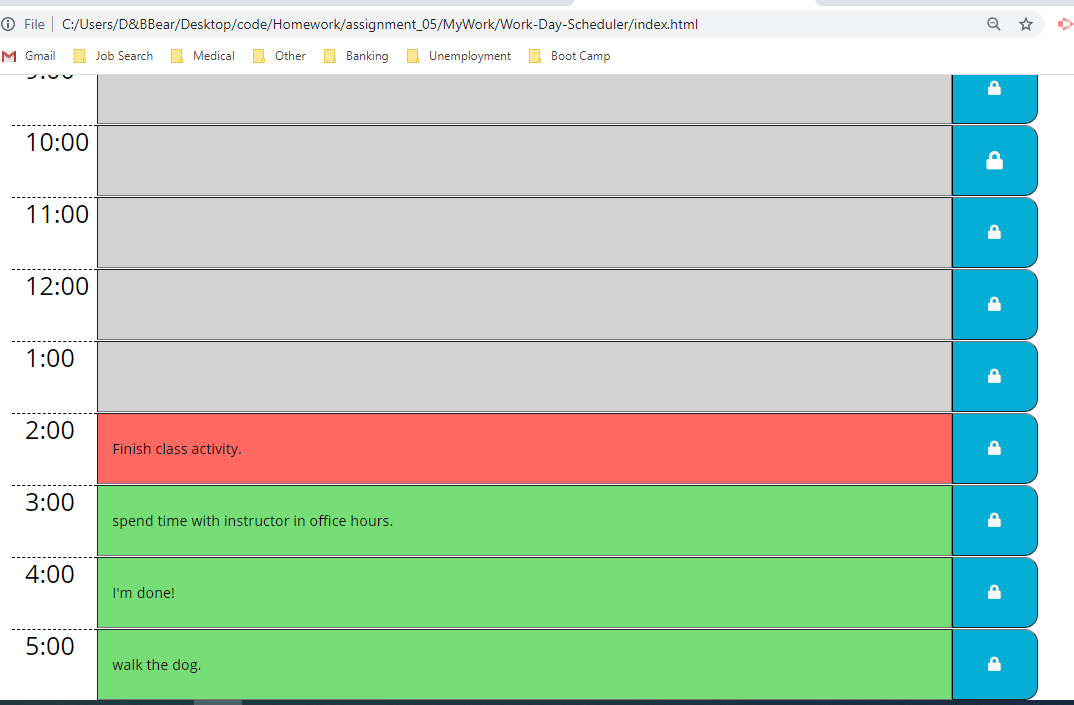 File C:/Users/D&BBear/Desktop/code/Homework/assignment_05/MyWork/Work-Day-Scheduler/index.html
Gmail Job Search Medical Other Banking Unemployment Boot Camp
9:00
10:00
11:00
12:00
1:00
2:00 Finish class activity.
3:00 spend time with instructor in office hours.
4:00 I'm done!
5:00 walk the dog.